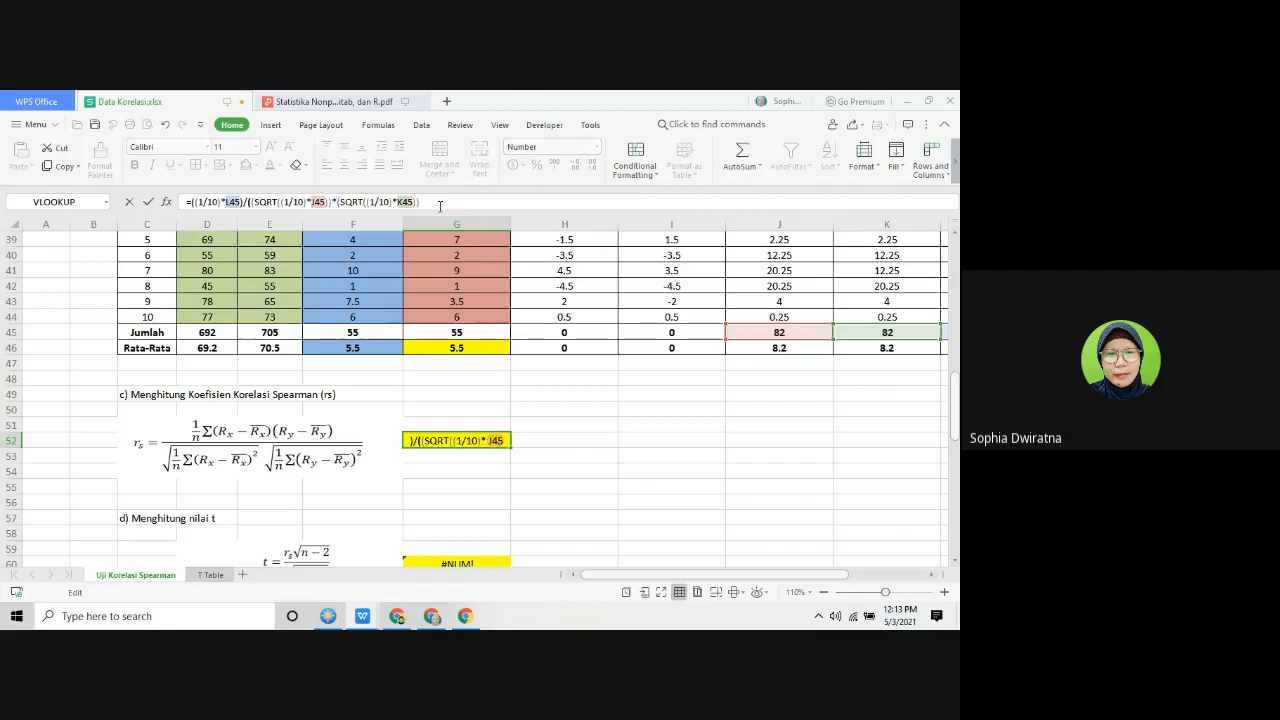 WPS Office
Data Korelasi.xlsx
Statistika Nonp...itab, dan R.pdf
Sophi...
Go Premium
Menu
Home
Insert
Page Layout
Formulas
Data
Review
View
Developer
Tools
Click to find commands
Paste
Cut
Copy
Format Painter
Calibri
11
Merge and Center
Wrap Text
Number
Conditional Formatting
Format as Table
AutoSum
AutoFilter
Sort
Format
Fill
Rows and Columns
VLOOKUP
=((1/10)*L45)/((SQRT((1/10)*J45))*(SQRT((1/10)*K45))
A B C D E F G H I J K
39 5 69 74 4 7 -1.5 1.5 2.25 2.25
40 6 55 59 2 2 -3.5 -3.5 12.25 12.25
41 7 80 83 10 9 4.5 3.5 20.25 12.25
42 8 45 55 1 1 -4.5 -4.5 20.25 20.25
43 9 78 65 7.5 3.5 2 -2 4 4
44 10 77 73 6 6 0.5 0.5 0.25 0.25
45 Jumlah 692 705 55 55 0 0 82 82
46 Rata-Rata 69.2 70.5 5.5 5.5 0 0 8.2 8.2
47
48
49 c) Menghitung Koefisien Korelasi Spearman (rs)
50
51
52 )/((SQRT((1/10)*J45
53
54
55
56
57 d) Menghitung nilai t
58
59
60 #NUM!
Uji Korelasi Spearman
T Table
Edit
110%
Type here to search
12:13 PM
5/3/2021
Sophia Dwiratna